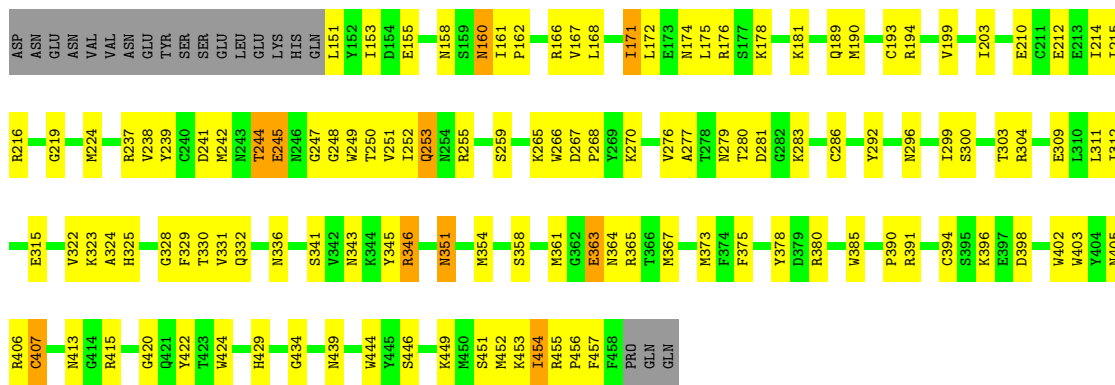 ASP ASN GLU ASN VAL VAL ASN GLU TYR SER SER GLU LEU GLU LYS HIS GLN L151 Y152 I153 D154 E155 N158 S159 N160 I161 P162 R166 V167 L168 I171 L172 E173 N174 L175 R176 S177 K178 K181 Q189 M190 C193 R194 V199 I203 E210 C211 E212 E213 I214
R216 G219 M224 R237 V238 Y239 C240 D241 M242 N243 T244 E245 N246 G247 G248 W249 T250 V251 I252 Q253 N254 R255 S259 K265 W266 D267 P268 Y269 K270 V276 A277 T278 N279 T280 D281 G282 K283 C286 Y292 N296 I299 S300 T303 R304 E309 L310 L311
E315 V322 K323 A324 H325 G328 F329 T330 V331 Q332 N336 S341 V342 N343 K344 Y345 R346 N351 M354 S358 M361 G362 E363 N364 R365 T366 M367 M373 F374 F375 Y378 D379 R380 W385 P390 R391 C394 S395 K396 E397 D398 W402 W403 Y404 N405
R406 C407 N413 G414 R415 G420 Q421 Y422 T423 W424 H429 G434 N439 W444 Y445 S446 K449 M450 S451 M452 K453 I454 R455 P456 F457 F458 PRO GLN GLN